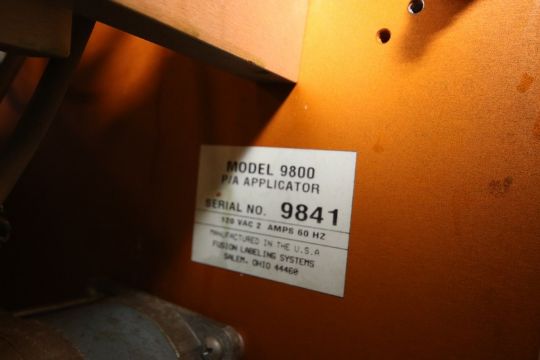 MODEL 9800
P/A APPLICATOR
SERIAL NO. 9841
120 VAC 2 AMPS 60 HZ
MANUFACTURED IN THE U.S.A
FUSION LABELING SYSTEMS
SALEM, OHIO 44460